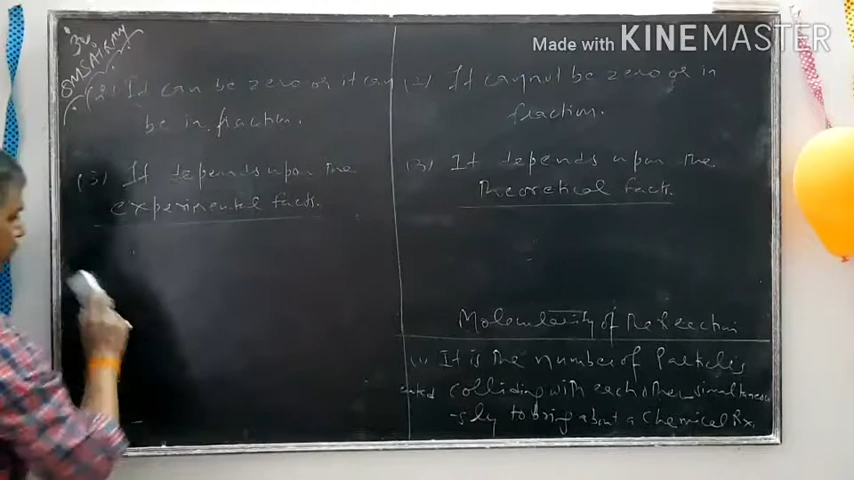 Made with KINEMASTER
(2) It can be zero or it can
be in fraction.
(3) It depends upon the
experimental facts.
(2) It cannot be zero or in
fraction.
(3) It depends upon the
Theoretical facts.
Molecularity of Reaction
(1) It is the number of Particles
colliding with each other simultaneou
-sly to bring about a chemical Rx.